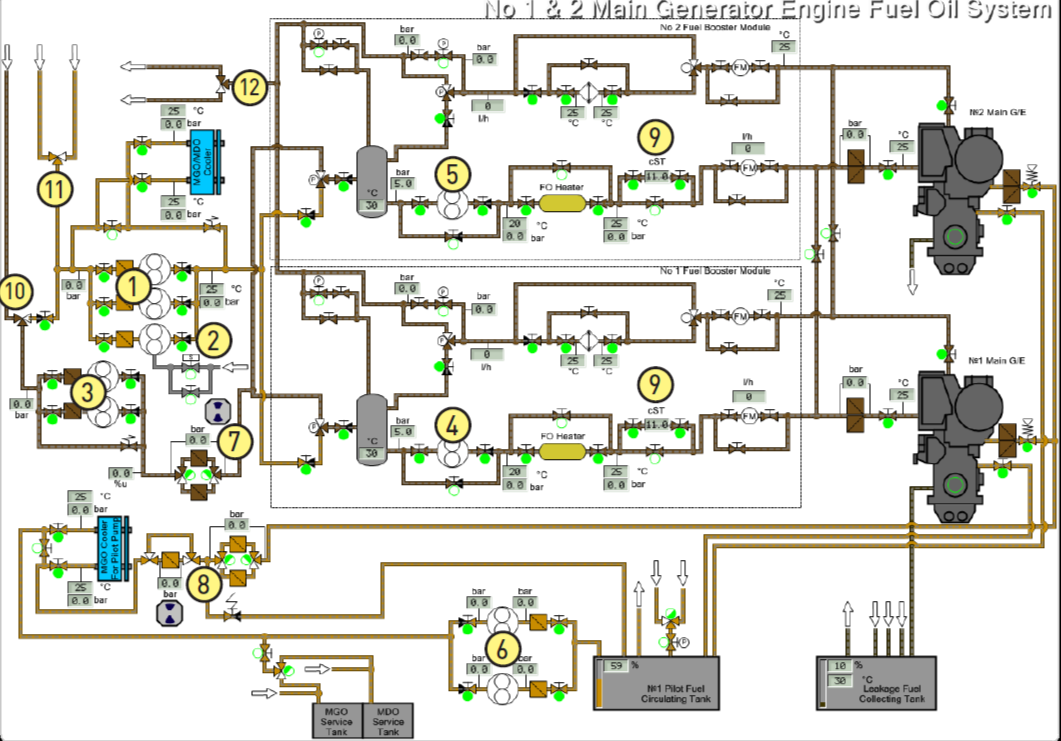 No 1 & 2 Main Generator Engine Fuel Oil System
No 2 Fuel Booster Module
bar
0.0
P
P
bar
0.0
°C
25
12
P
0
l/h
25
°C
25
°C
FM
№2 Main G/E
25 °C
0.0 bar
MGO/MDO
Cooler
25 °C
0.0 bar
11
P
°C
30
bar
5.0
5
FO Heater
9
cST
11.0
l/h
0
FM
bar
0.0
°C
25
20 °C
0.0 bar
25 °C
0.0 bar
No 1 Fuel Booster Module
10
0.0
bar
1
25 °C
0.0 bar
P
bar
0.0
P
bar
0.0
°C
25
2
P
0
l/h
25
°C
25
°C
FM
№1 Main G/E
3
0.0
bar
7
bar
0.0
0.0
%u
P
°C
30
bar
5.0
4
FO Heater
9
cST
11.0
l/h
0
FM
bar
0.0
°C
25
20 °C
0.0 bar
25 °C
0.0 bar
25 °C
0.0 bar
MGO Cooler
For Pilot Pump
25 °C
0.0 bar
bar
0.0
0.0
bar
8
bar
0.0
bar
0.0
6
bar
0.0
bar
0.0
P
59 %
№1 Pilot Fuel
Circulating Tank
10 %
30 °C
Leakage Fuel
Collecting Tank
MGO
Service
Tank
MDO
Service
Tank